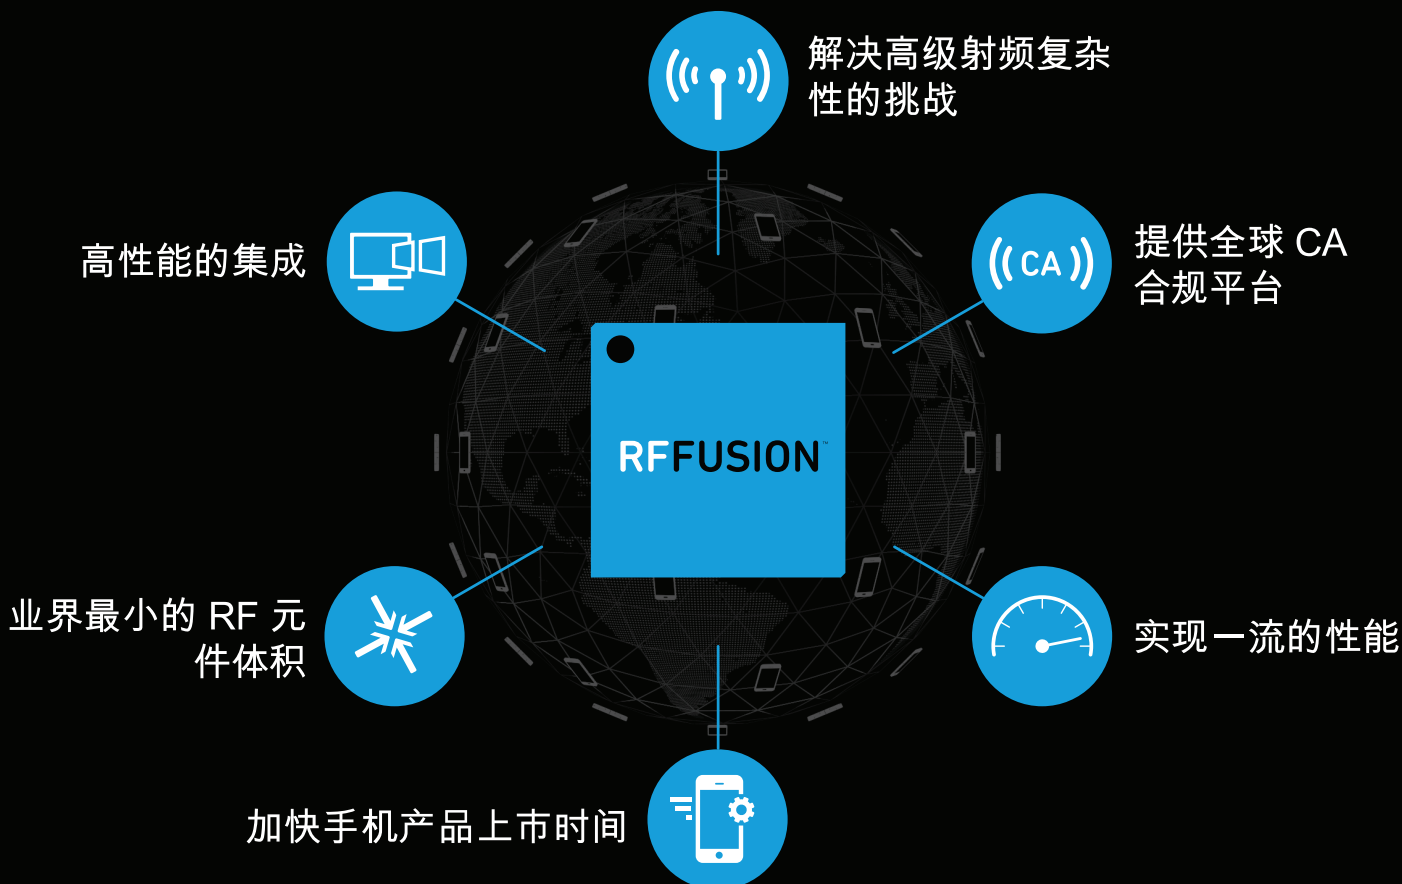 解决高级射频复杂
性的挑战
高性能的集成
提供全球 CA
合规平台
CA
RFFUSION™
业界最小的 RF 元
件体积
实现一流的性能
加快手机产品上市时间